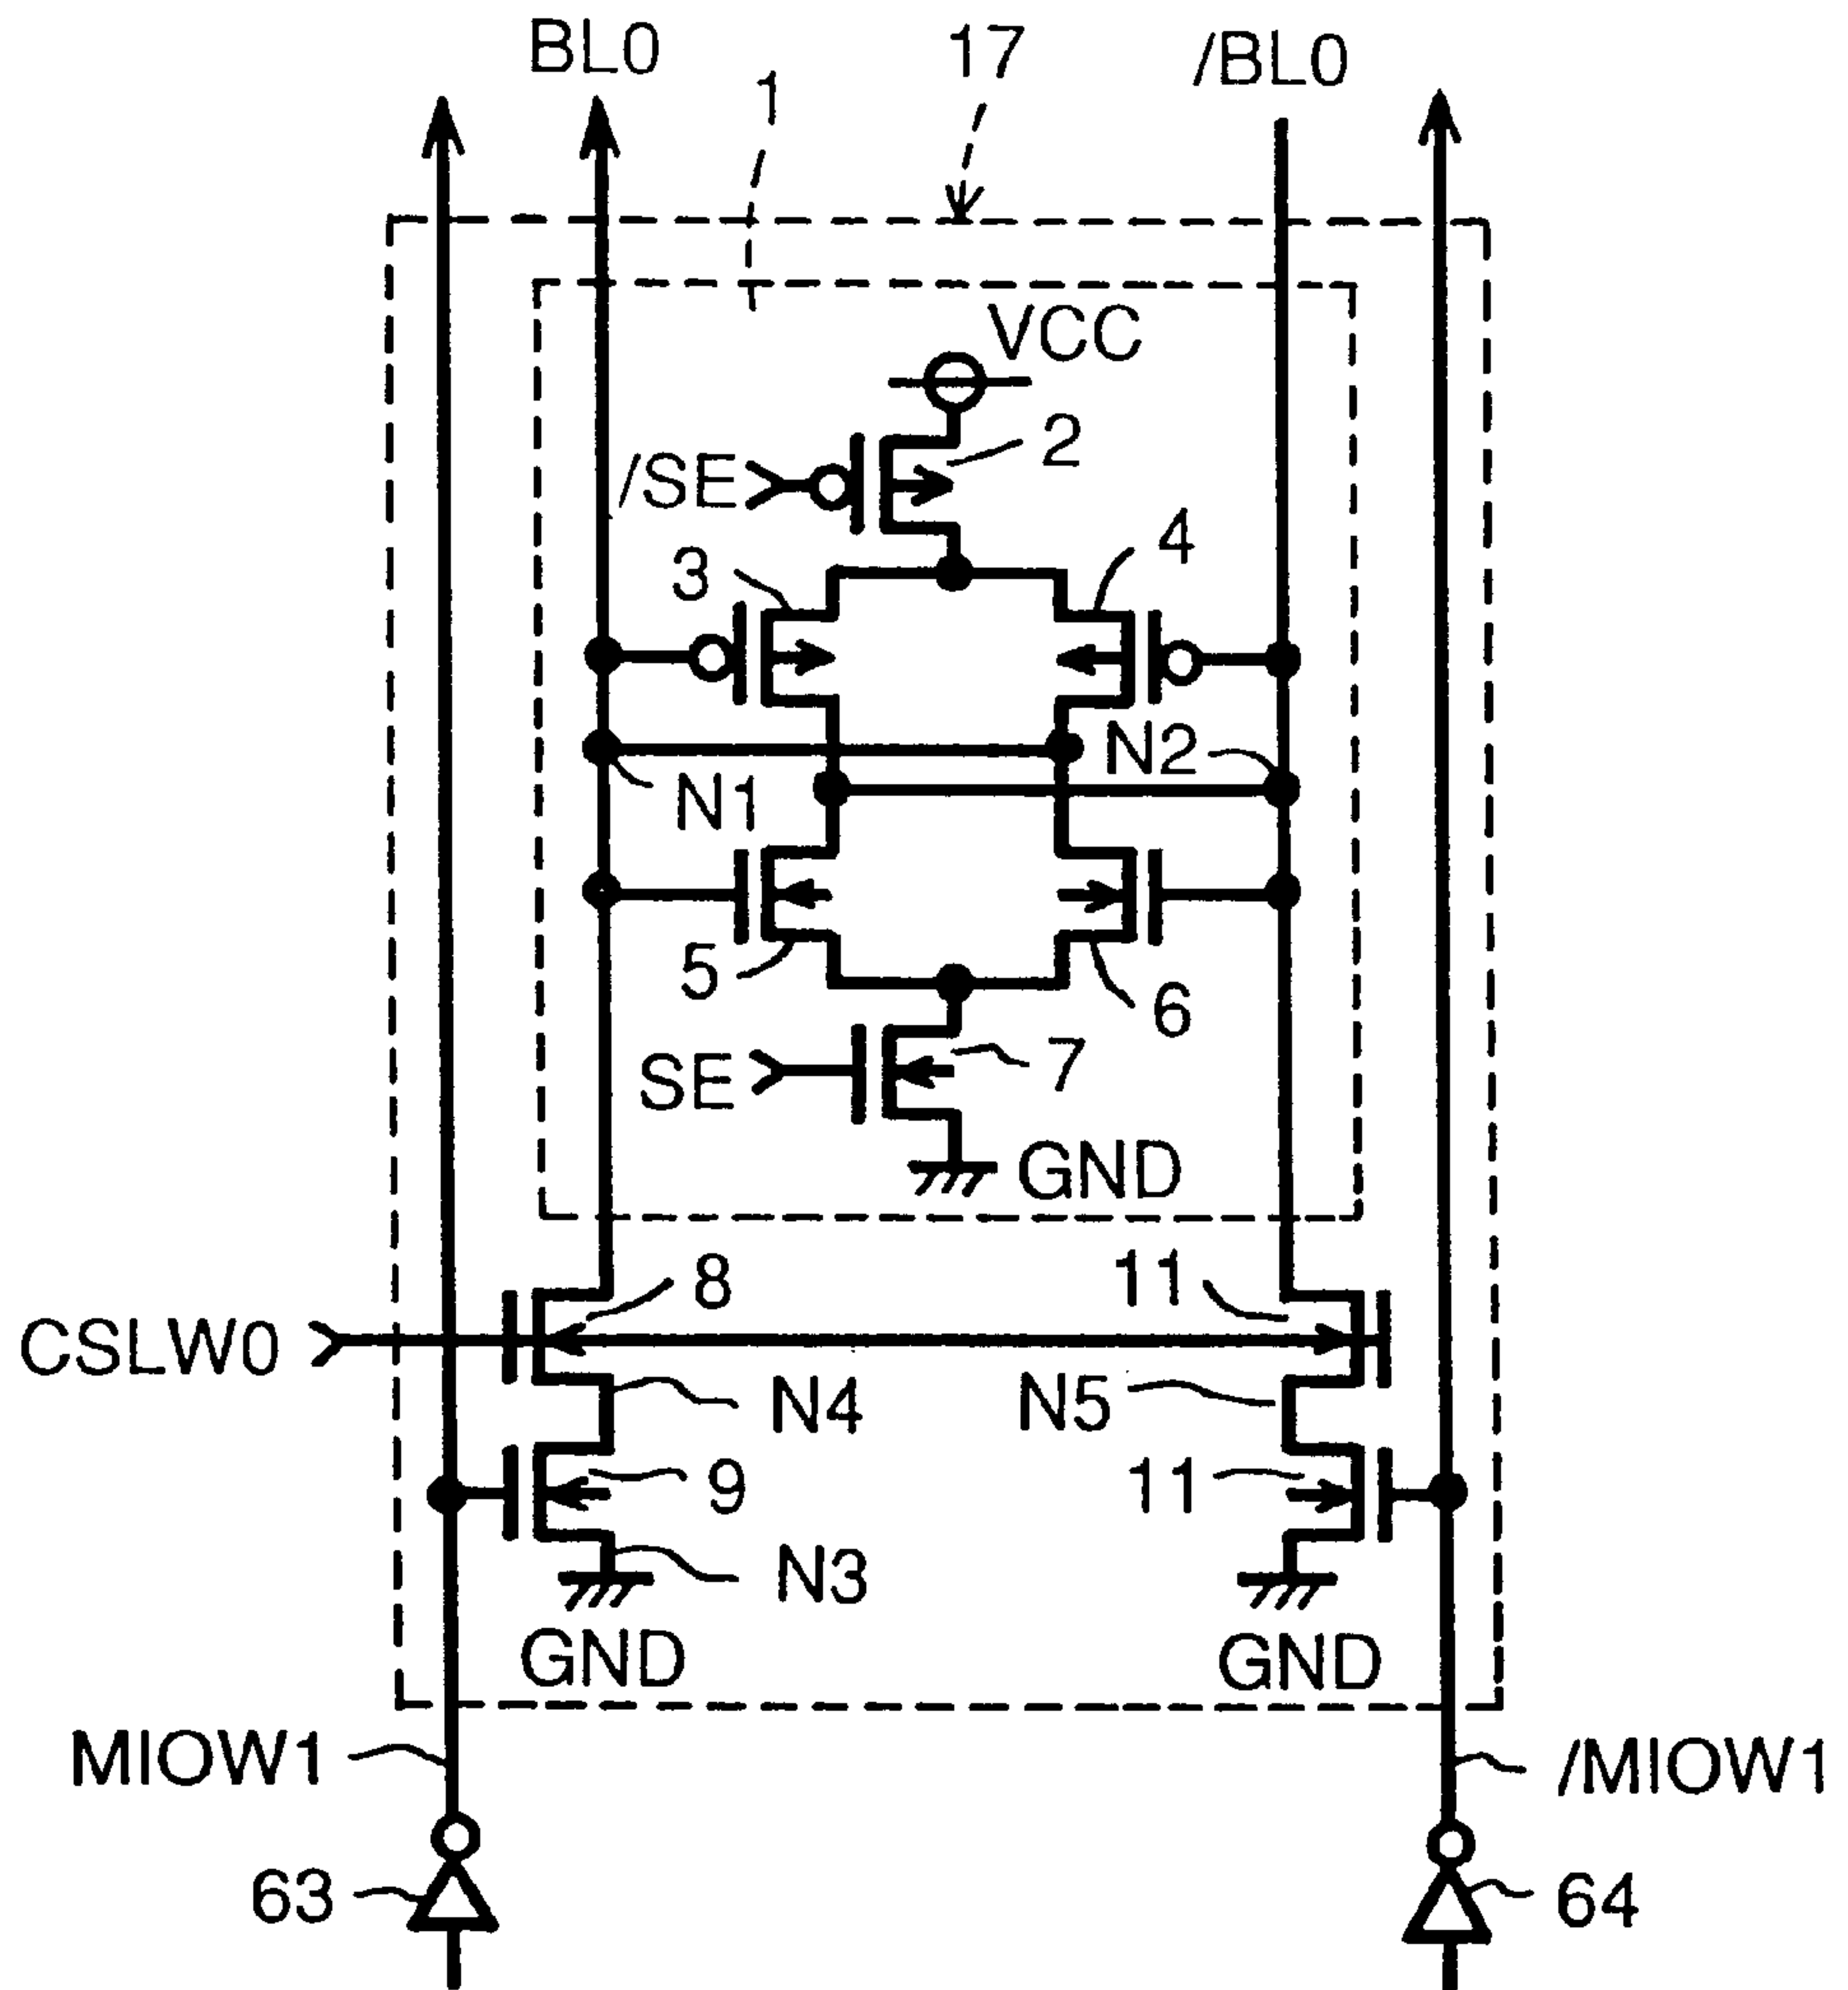 BL0
1
17
/BL0
VCC
/SE
2
3
4
N1
N2
5
6
SE
7
GND
8
11
CSLW0
N4
N5
9
11
N3
GND
GND
MIOW1
/MIOW1
63
64